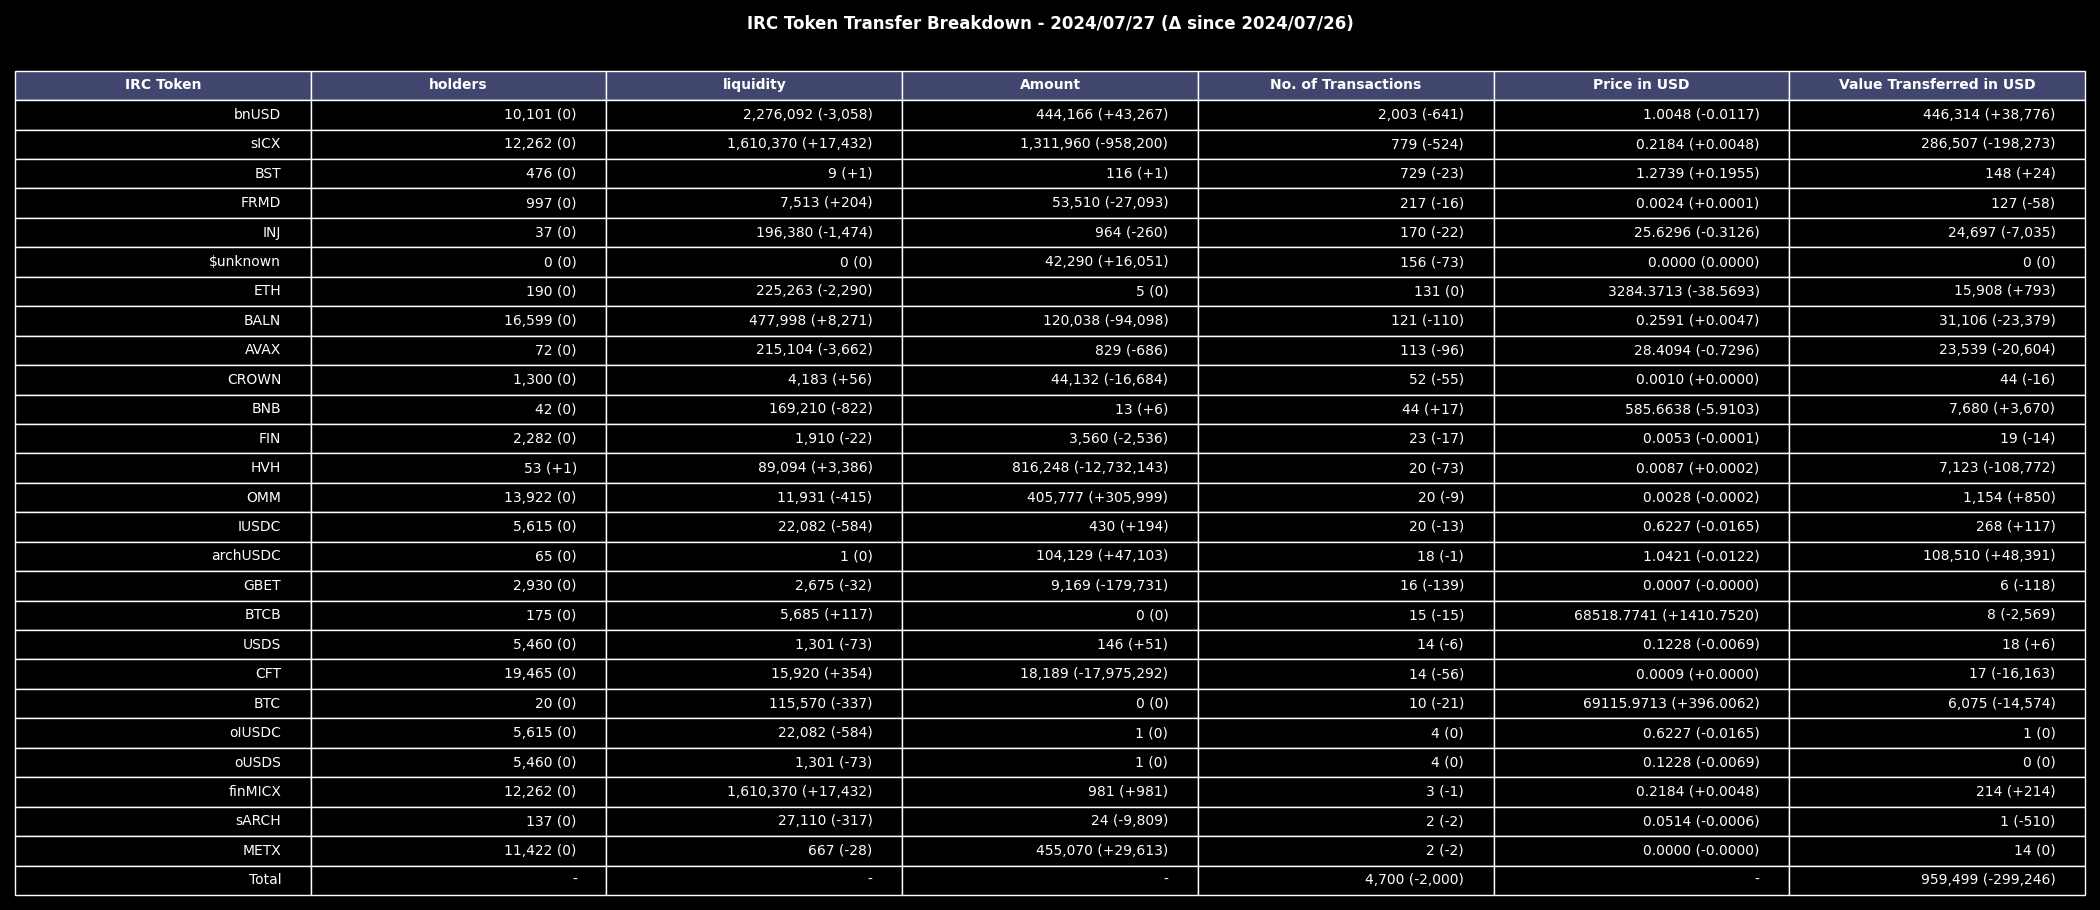 IRC Token Transfer Breakdown - 2024/07/27 (Δ since 2024/07/26)
IRC Token holders liquidity Amount No. of Transactions Price in USD Value Transferred in USD
bnUSD 10,101 (0) 2,276,092 (-3,058) 444,166 (+43,267) 2,003 (-641) 1.0048 (-0.0117) 446,314 (+38,776)
sICX 12,262 (0) 1,610,370 (+17,432) 1,311,960 (-958,200) 779 (-524) 0.2184 (+0.0048) 286,507 (-198,273)
BST 476 (0) 9 (+1) 116 (+1) 729 (-23) 1.2739 (+0.1955) 148 (+24)
FRMD 997 (0) 7,513 (+204) 53,510 (-27,093) 217 (-16) 0.0024 (+0.0001) 127 (-58)
INJ 37 (0) 196,380 (-1,474) 964 (-260) 170 (-22) 25.6296 (-0.3126) 24,697 (-7,035)
$unknown 0 (0) 0 (0) 42,290 (+16,051) 156 (-73) 0.0000 (0.0000) 0 (0)
ETH 190 (0) 225,263 (-2,290) 5 (0) 131 (0) 3284.3713 (-38.5693) 15,908 (+793)
BALN 16,599 (0) 477,998 (+8,271) 120,038 (-94,098) 121 (-110) 0.2591 (+0.0047) 31,106 (-23,379)
AVAX 72 (0) 215,104 (-3,662) 829 (-686) 113 (-96) 28.4094 (-0.7296) 23,539 (-20,604)
CROWN 1,300 (0) 4,183 (+56) 44,132 (-16,684) 52 (-55) 0.0010 (+0.0000) 44 (-16)
BNB 42 (0) 169,210 (-822) 13 (+6) 44 (+17) 585.6638 (-5.9103) 7,680 (+3,670)
FIN 2,282 (0) 1,910 (-22) 3,560 (-2,536) 23 (-17) 0.0053 (-0.0001) 19 (-14)
HVH 53 (+1) 89,094 (+3,386) 816,248 (-12,732,143) 20 (-73) 0.0087 (+0.0002) 7,123 (-108,772)
OMM 13,922 (0) 11,931 (-415) 405,777 (+305,999) 20 (-9) 0.0028 (-0.0002) 1,154 (+850)
IUSDC 5,615 (0) 22,082 (-584) 430 (+194) 20 (-13) 0.6227 (-0.0165) 268 (+117)
archUSDC 65 (0) 1 (0) 104,129 (+47,103) 18 (-1) 1.0421 (-0.0122) 108,510 (+48,391)
GBET 2,930 (0) 2,675 (-32) 9,169 (-179,731) 16 (-139) 0.0007 (-0.0000) 6 (-118)
BTCB 175 (0) 5,685 (+117) 0 (0) 15 (-15) 68518.7741 (+1410.7520) 8 (-2,569)
USDS 5,460 (0) 1,301 (-73) 146 (+51) 14 (-6) 0.1228 (-0.0069) 18 (+6)
CFT 19,465 (0) 15,920 (+354) 18,189 (-17,975,292) 14 (-56) 0.0009 (+0.0000) 17 (-16,163)
BTC 20 (0) 115,570 (-337) 0 (0) 10 (-21) 69115.9713 (+396.0062) 6,075 (-14,574)
oIUSDC 5,615 (0) 22,082 (-584) 1 (0) 4 (0) 0.6227 (-0.0165) 1 (0)
oUSDS 5,460 (0) 1,301 (-73) 1 (0) 4 (0) 0.1228 (-0.0069) 0 (0)
finMICX 12,262 (0) 1,610,370 (+17,432) 981 (+981) 3 (-1) 0.2184 (+0.0048) 214 (+214)
sARCH 137 (0) 27,110 (-317) 24 (-9,809) 2 (-2) 0.0514 (-0.0006) 1 (-510)
METX 11,422 (0) 667 (-28) 455,070 (+29,613) 2 (-2) 0.0000 (-0.0000) 14 (0)
Total - - - 4,700 (-2,000) - 959,499 (-299,246)